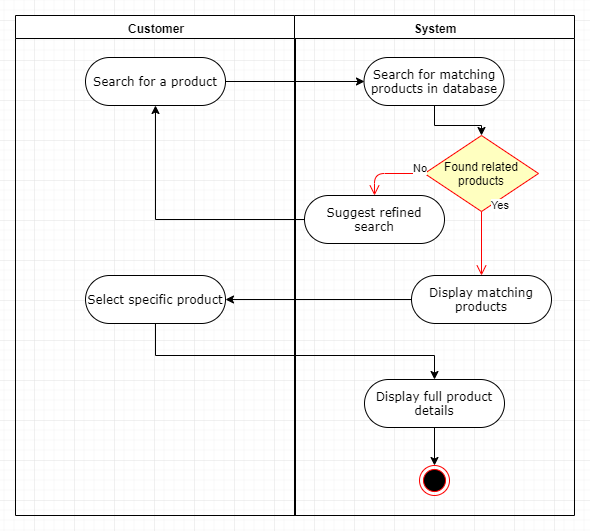 Customer
System
Search for a product
Search for matching
products in database
Found related
products
No
Yes
Suggest refined
search
Select specific product
Display matching
products
Display full product
details